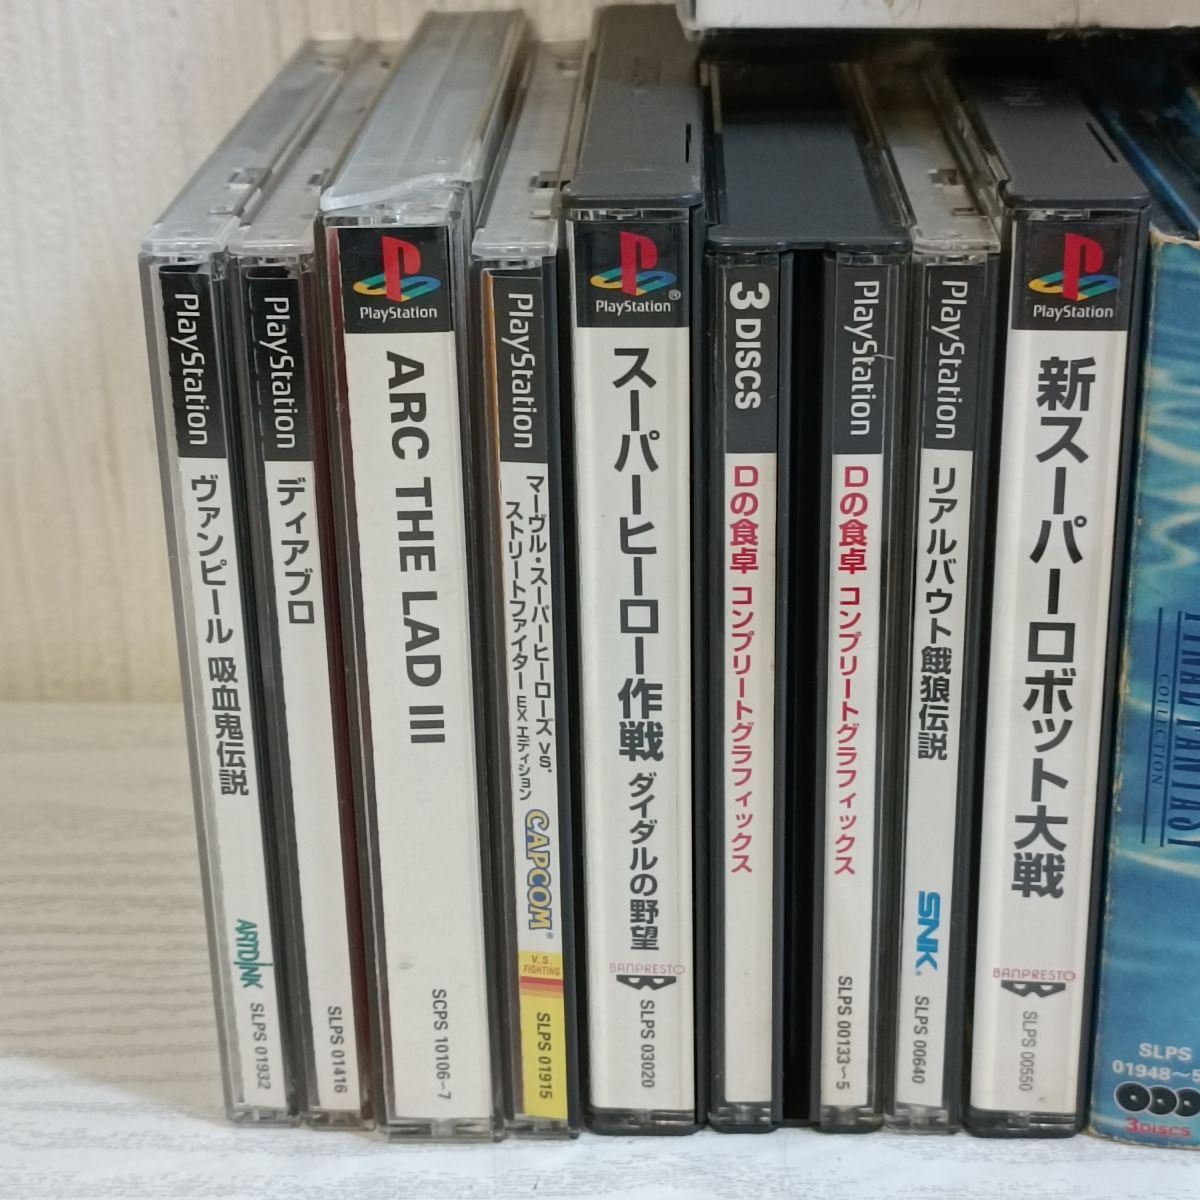 PlayStation
ヴァンピール 吸血鬼伝説
ARTDINK
SLPS 01932
PlayStation
ディアブロ
SLPS 01416
PlayStation
ARC THE LAD III
SCPS 10106~7
PlayStation
マーヴル・スーパーヒーローズ VS.
ストリートファイター EX エディション
CAPCOM®
V.S. FIGHTING
SLPS 01915
PlayStation®
スーパーヒーロー作戦 ダイダルの野望
BANPRESTO
SLPS 03020
3 DISCS
Dの食卓 コンプリートグラフィックス
PlayStation
Dの食卓 コンプリートグラフィックス
SLPS 00133~5
PlayStation
リアルバウト餓狼伝説
SNK
SLPS 00640
PlayStation
新スーパーロボット大戦
BANPRESTO
SLPS 00550
FINAL FANTASY
COLLECTION
SLPS
01948~5
3DISCS